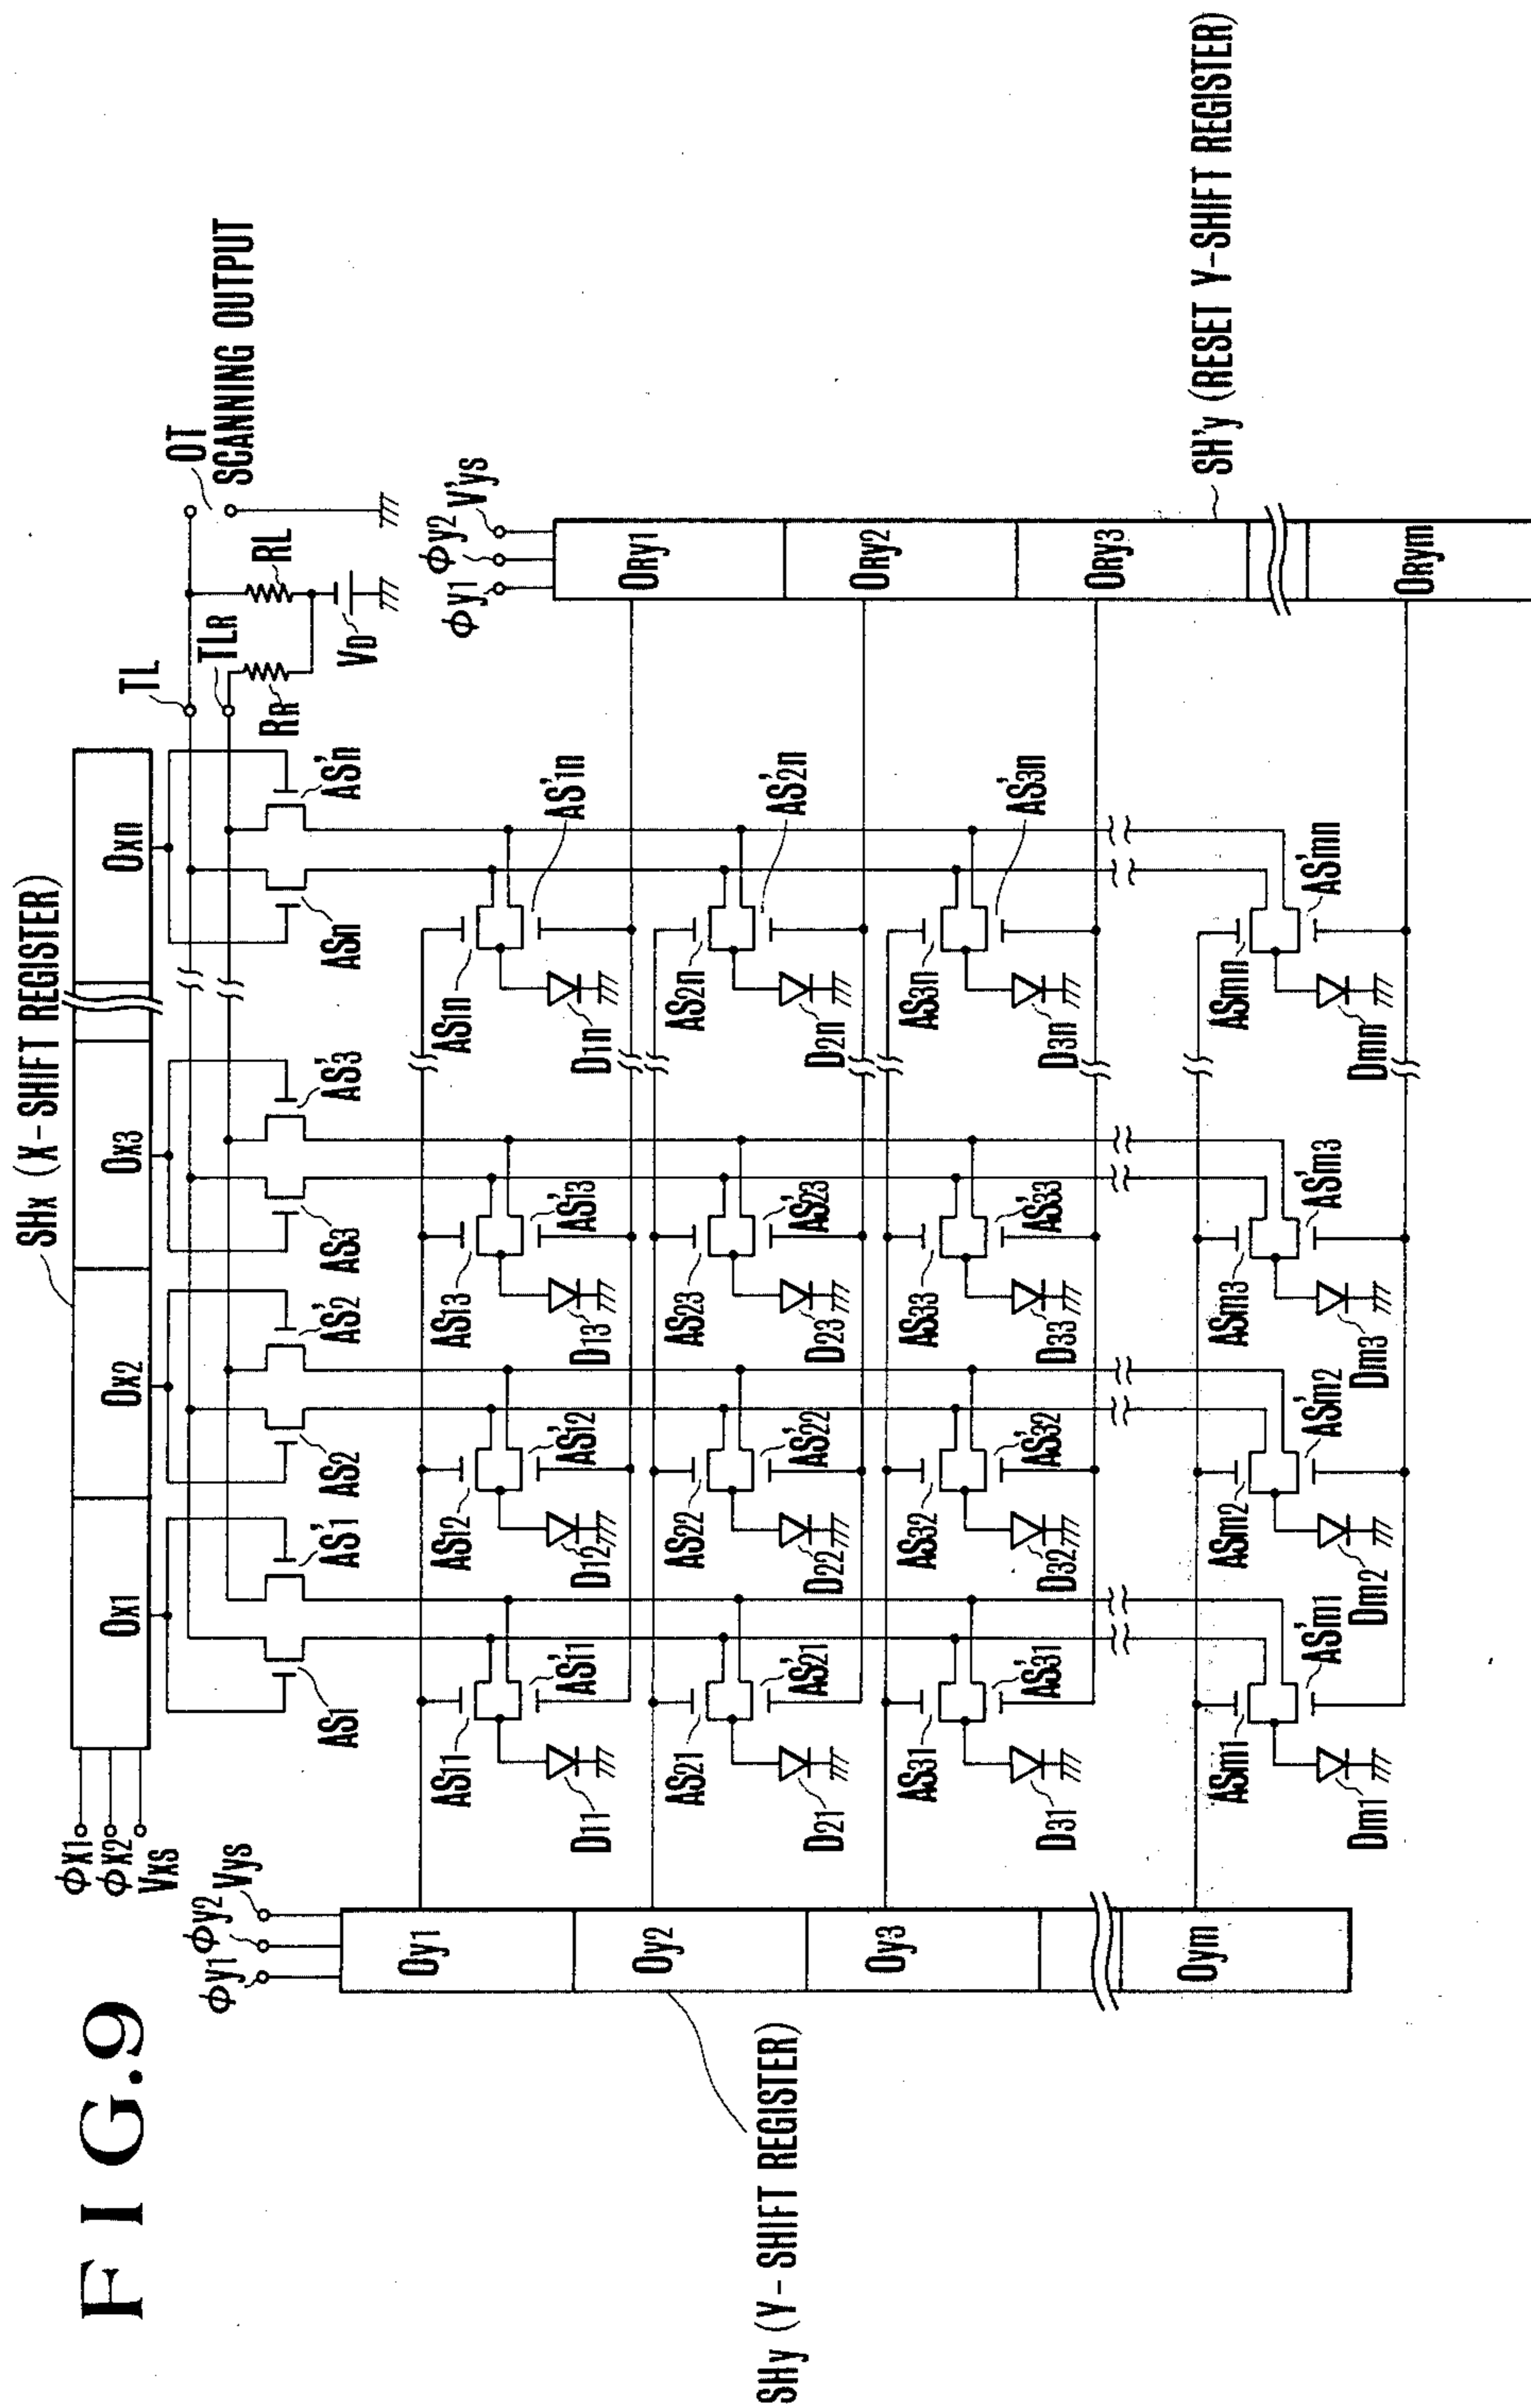 FIG.9
SHx (X-SHIFT REGISTER)
ϕX1
ϕX2
VXS
OX1
OX2
OX3
OXn
AS1
AS'1
AS2
AS'2
AS3
AS'3
ASn
AS'n
TL
TLR
RR
RL
VD
OT
SCANNING OUTPUT
ϕy1
ϕy2
Vys
Oy1
Oy2
Oy3
Oym
SHy (Y-SHIFT REGISTER)
ϕy1
ϕy2
V'ys
ORy1
ORy2
ORy3
ORym
SH'y (RESET Y-SHIFT REGISTER)
AS11
AS'11
D11
AS12
AS'12
D12
AS13
AS'13
D13
AS1n
AS'1n
D1n
AS21
AS'21
D21
AS22
AS'22
D22
AS23
AS'23
D23
AS2n
AS'2n
D2n
AS31
AS'31
D31
AS32
AS'32
D32
AS33
AS'33
D33
AS3n
AS'3n
D3n
ASm1
AS'm1
Dm1
ASm2
AS'm2
Dm2
ASm3
AS'm3
Dm3
ASmn
AS'mn
Dmn